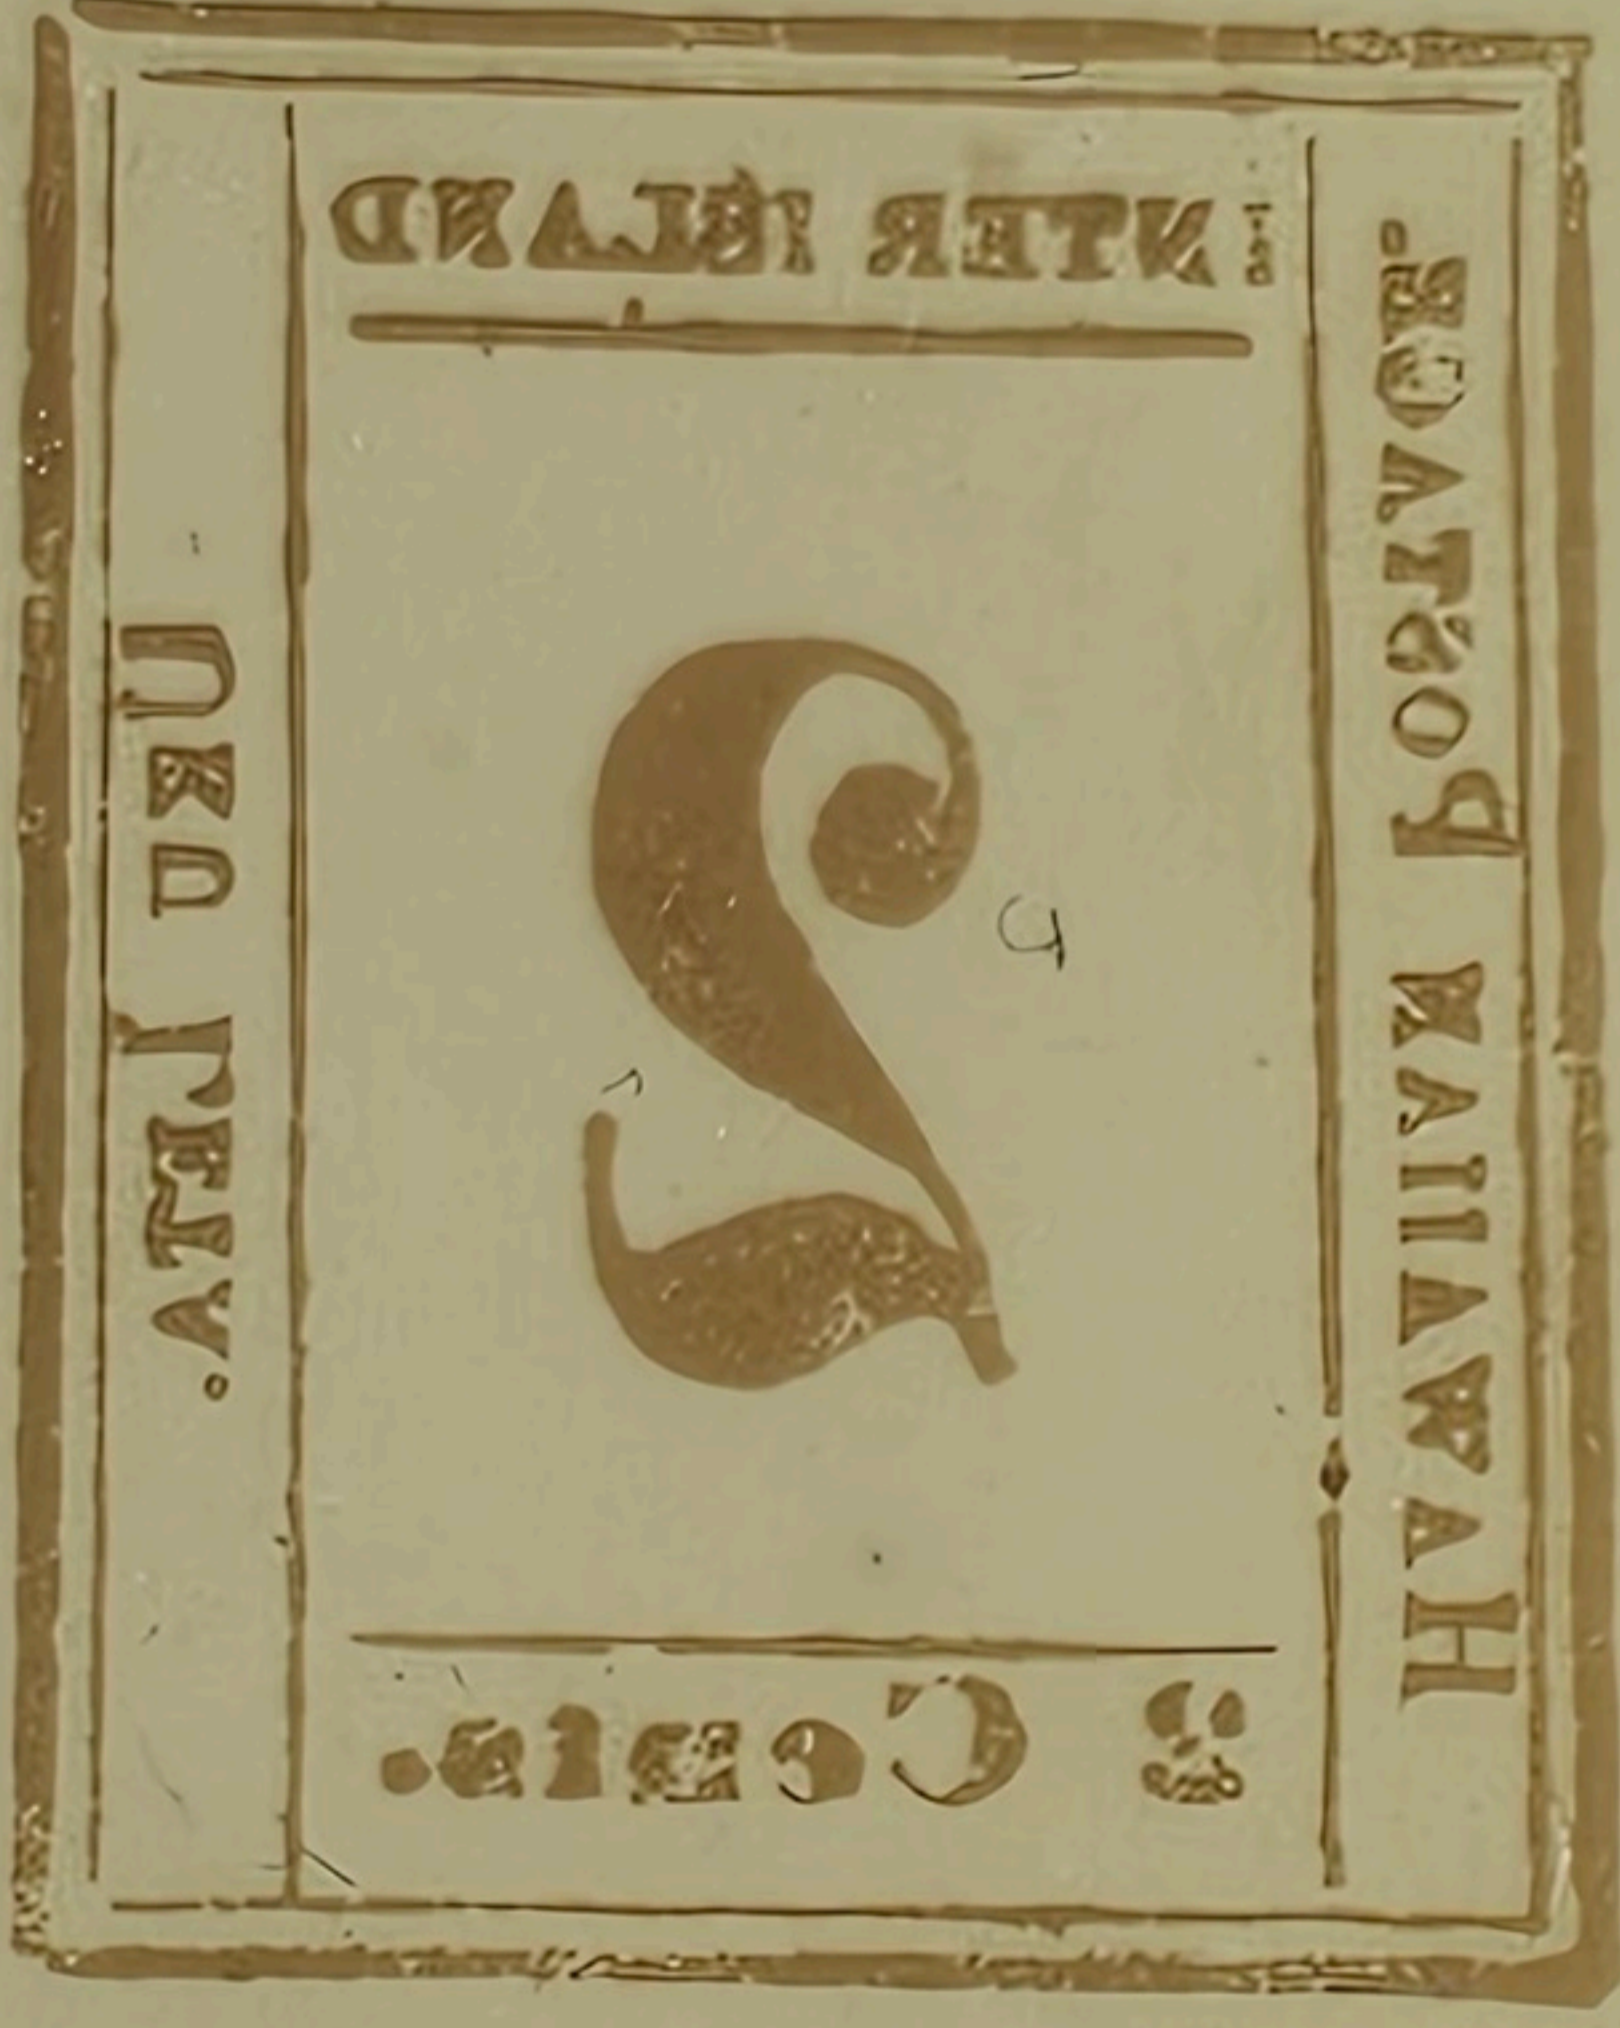 INTER ISLAND
UKU LETA.
2
HAWAIIAN POSTAGE.
2 Cents.